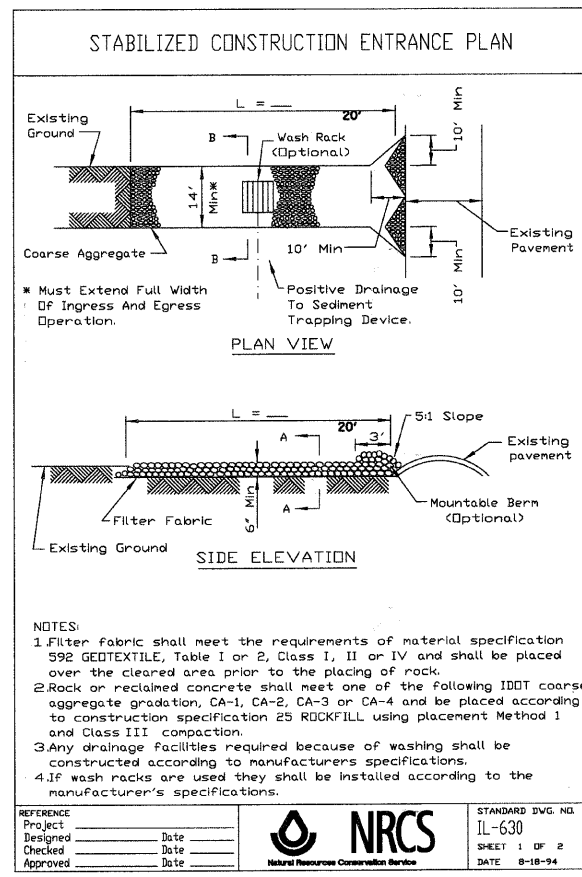 STABILIZED CONSTRUCTION ENTRANCE PLAN
L = ___
20'
Existing
Ground
B
Wash Rack
(Optional)
10' Min
14'
Min*
10' Min
Existing
Pavement
Coarse Aggregate
B
10' Min
* Must Extend Full Width
Of Ingress And Egress
Operation.
Positive Drainage
To Sediment
Trapping Device.
PLAN VIEW
L = ___
20'
A
3'
5:1 Slope
Existing
pavement
6" Min
A
Filter Fabric
Mountable Berm
(Optional)
Existing Ground
SIDE ELEVATION
NOTES:
1.Filter fabric shall meet the requirements of material specification
592 GEOTEXTILE, Table I or 2, Class I, II or IV and shall be placed
over the cleared area prior to the placing of rock.
2.Rock or reclaimed concrete shall meet one of the following IDOT coarse
aggregate gradation, CA-1, CA-2, CA-3 or CA-4 and be placed according
to construction specification 25 ROCKFILL using placement Method 1
and Class III compaction.
3.Any drainage facilities required because of washing shall be
constructed according to manufacturers specifications.
4.If wash racks are used they shall be installed according to the
manufacturer's specifications.
REFERENCE
Project ___
Designed ___ Date ___
Checked ___ Date ___
Approved ___ Date ___
NRCS
Natural Resources Conservation Service
STANDARD DWG. NO.
IL-630
SHEET 1 OF 2
DATE 8-18-94